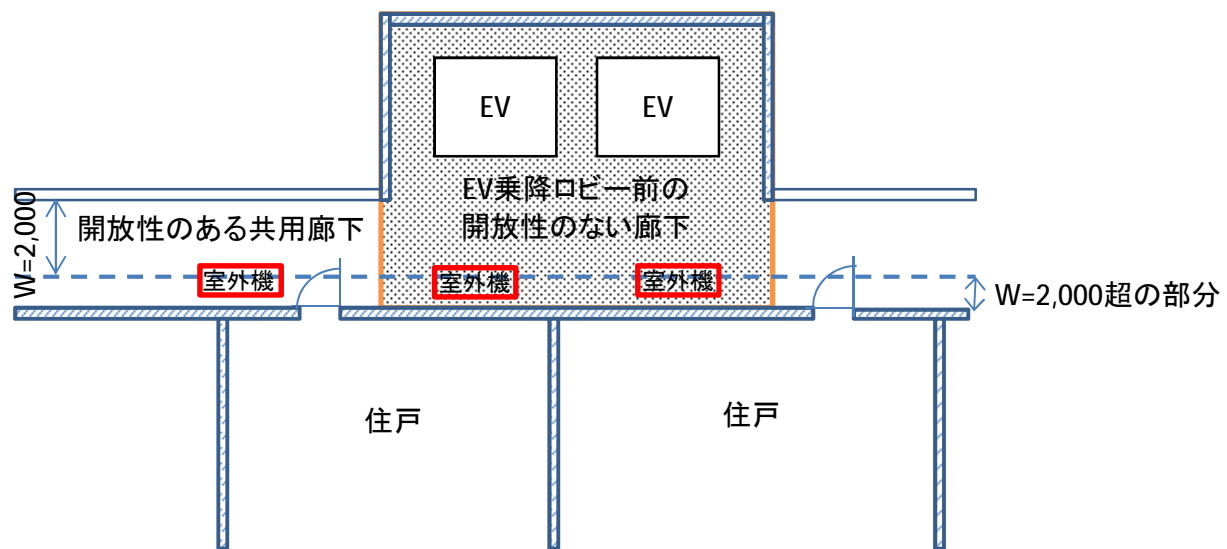 EV
EV
EV乗降ロビー前の
開放性のない廊下
W=2,000
開放性のある共用廊下
室外機
室外機
室外機
W=2,000超の部分
住戸
住戸